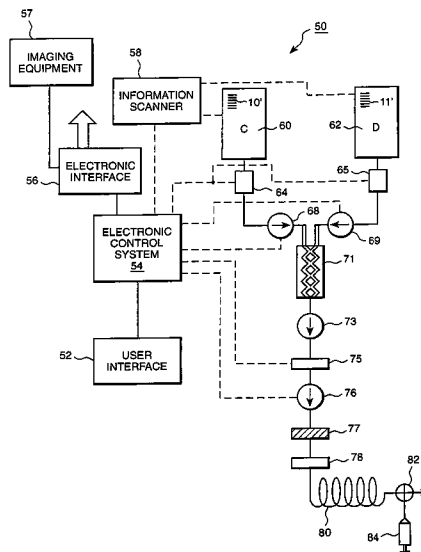 57
50
IMAGING
EQUIPMENT
58
INFORMATION
SCANNER
10'
C
60
11'
62
D
ELECTRONIC
INTERFACE
56
65
64
68
69
ELECTRONIC
CONTROL
SYSTEM
54
71
73
52
USER
INTERFACE
75
76
77
78
80
82
84